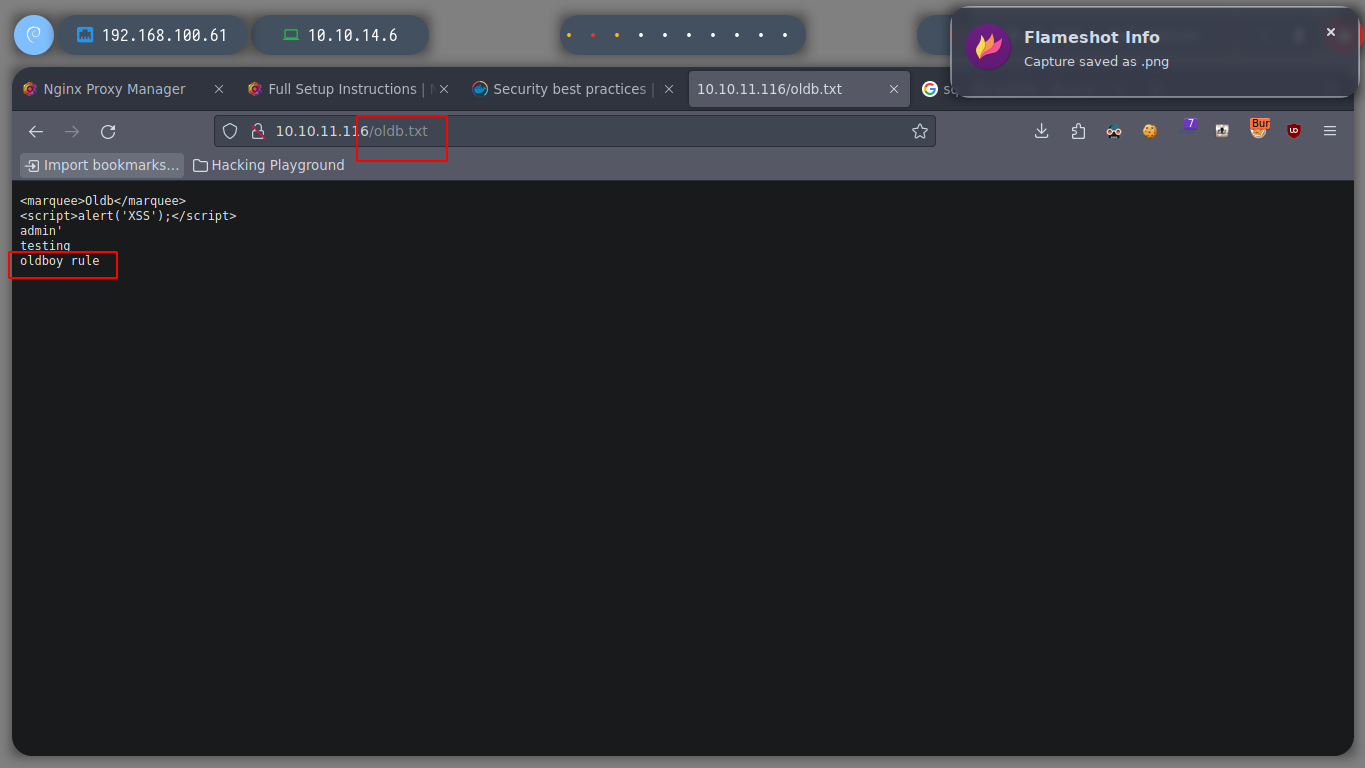 192.168.100.61
10.10.14.6
Flameshot Info
Capture saved as .png
Nginx Proxy Manager
Full Setup Instructions |
Security best practices |
10.10.11.116/oldb.txt
10.10.11.116/oldb.txt
7
Bur
Import bookmarks...
Hacking Playground
<marquee>Oldb</marquee>
<script>alert('XSS');</script>
admin'
testing
oldboy rule